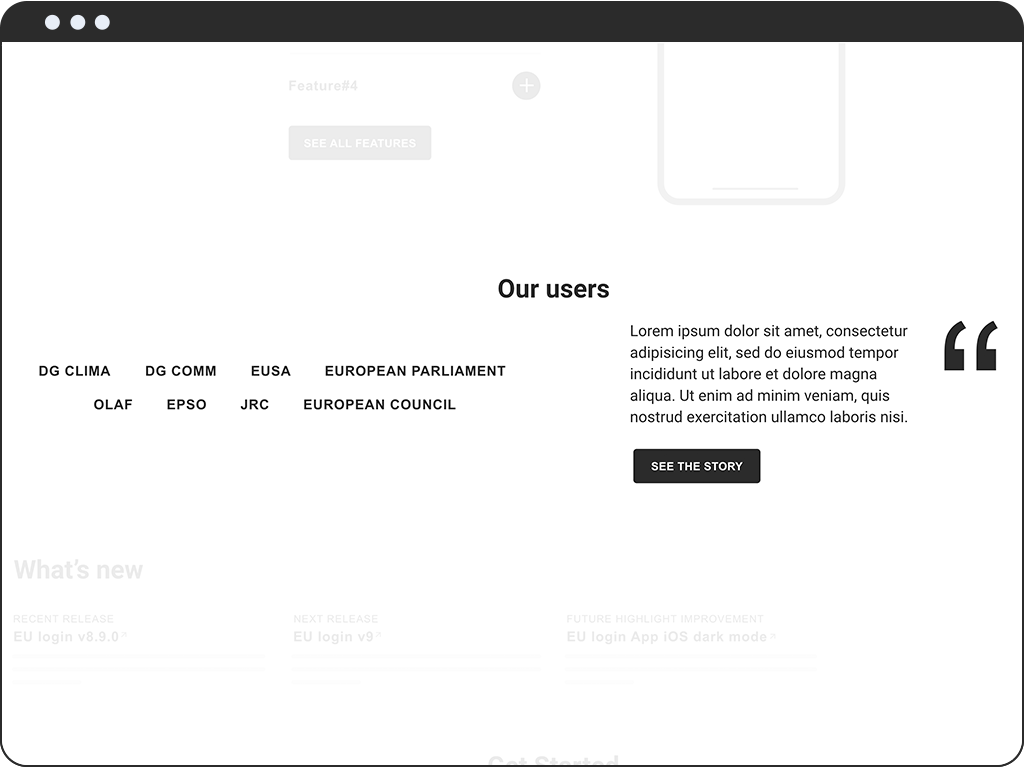 Feature#4
SEE ALL FEATURES
Our users
DG CLIMA DG COMM EUSA EUROPEAN PARLIAMENT
OLAF EPSO JRC EUROPEAN COUNCIL
Lorem ipsum dolor sit amet, consectetur
adipisicing elit, sed do eiusmod tempor
incididunt ut labore et dolore magna
aliqua. Ut enim ad minim veniam, quis
nostrud exercitation ullamco laboris nisi.
“
SEE THE STORY
What’s new
RECENT RELEASE
EU login v8.9.0
NEXT RELEASE
EU login v9
FUTURE HIGHLIGHT IMPROVEMENT
EU login App iOS dark mode
Get Started